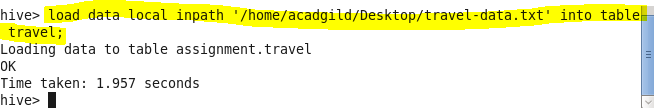 hive> load data local inpath '/home/acadgild/Desktop/travel-data.txt' into table
 travel;
Loading data to table assignment.travel
OK
Time taken: 1.957 seconds
hive>